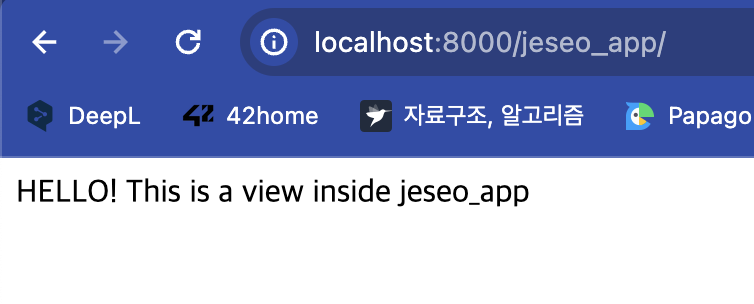 localhost:8000/jeseo_app/
DeepL 42home 자료구조, 알고리즘 Papago
HELLO! This is a view inside jeseo_app